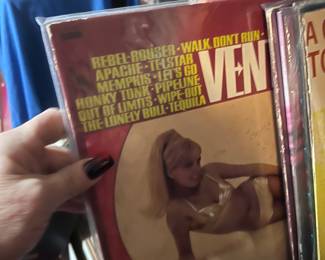 REBEL-ROUSER • WALK, DON'T RUN •
APACHE • TELSTAR
MEMPHIS • LET'S GO
HONKY TONK • PIPELINE
OUT OF LIMITS • WIPE-OUT
THE LONELY BULL • TEQUILA
VEN
A
TO